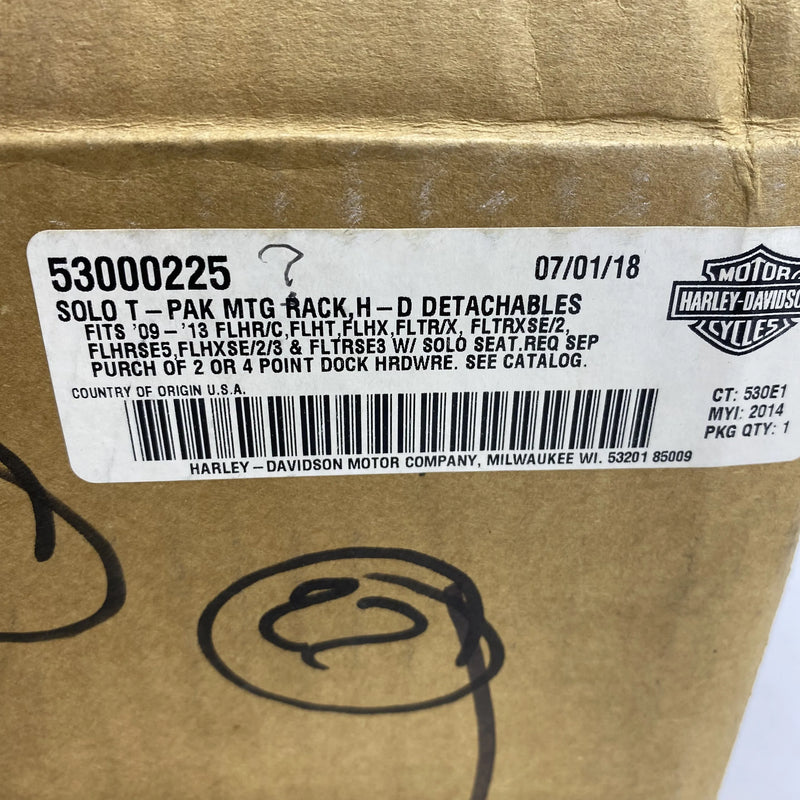 53000225 ?
07/01/18
SOLO T-PAK MTG RACK,H-D DETACHABLES
FITS '09-'13 FLHR/C,FLHT,FLHX,FLTR/X, FLTRXSE/2,
FLHRSE5,FLHXSE/2/3 & FLTRSE3 W/ SOLO SEAT.REQ SEP
PURCH OF 2 OR 4 POINT DOCK HRDWRE. SEE CATALOG.
COUNTRY OF ORIGIN U.S.A.
HARLEY-DAVIDSON MOTOR COMPANY, MILWAUKEE WI. 53201 85009
MOTOR
HARLEY-DAVIDSO
CYCLES
CT: 530E1
MYI: 2014
PKG QTY: 1